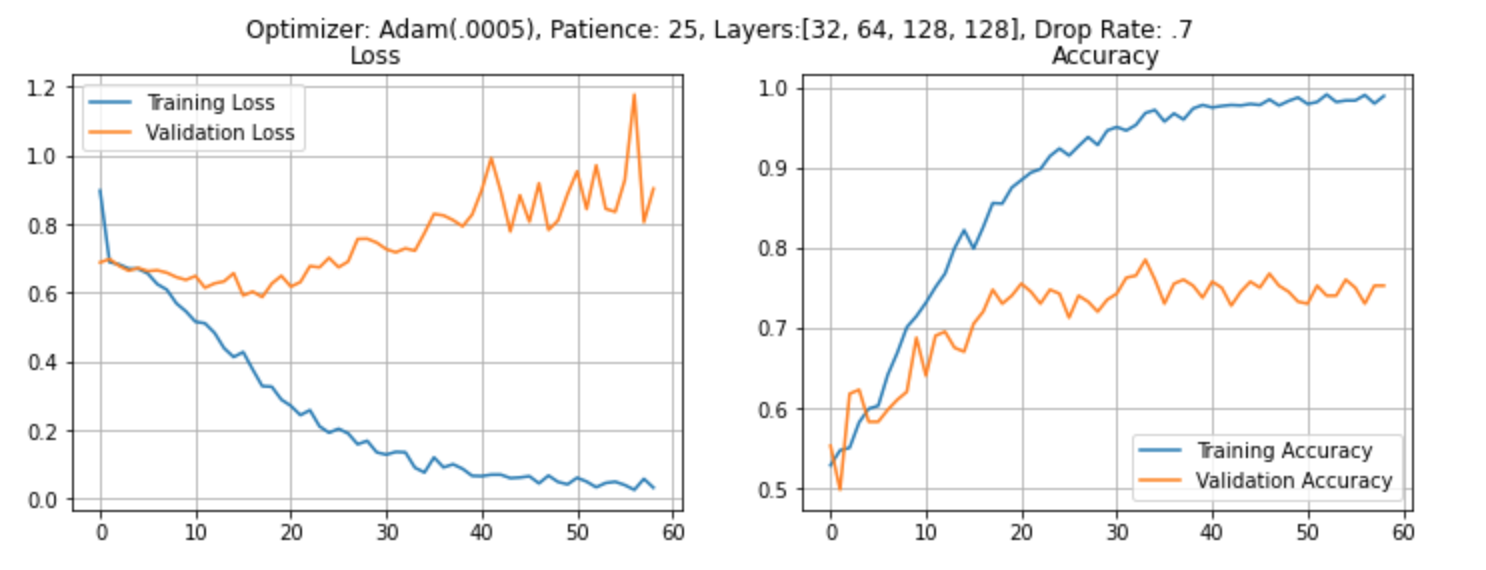 Optimizer: Adam(.0005), Patience: 25, Layers:[32, 64, 128, 128], Drop Rate: .7
Loss
1.2
1.0
0.8
0.6
0.4
0.2
0.0
Training Loss
Validation Loss
0 10 20 30 40 50 60
Accuracy
1.0
0.9
0.8
0.7
0.6
0.5
Training Accuracy
Validation Accuracy
0 10 20 30 40 50 60